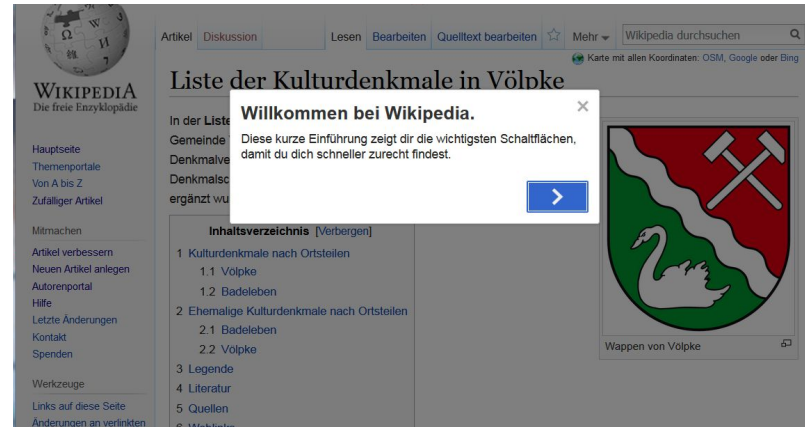 Artikel Diskussion Lesen Bearbeiten Quelltext bearbeiten Mehr Wikipedia durchsuchen
Karte mit allen Koordinaten: OSM, Google oder Bing
WIKIPEDIA
Die freie Enzyklopädie
Hauptseite
Themenportale
Von A bis Z
Zufälliger Artikel
Mitmachen
Artikel verbessern
Neuen Artikel anlegen
Autorenportal
Hilfe
Letzte Änderungen
Kontakt
Spenden
Werkzeuge
Links auf diese Seite
Änderungen an verlinkten
Liste der Kulturdenkmale in Völpke
In der Liste
Gemeinde
Denkmalve
Denkmalsc
ergänzt wu
Willkommen bei Wikipedia.
Diese kurze Einführung zeigt dir die wichtigsten Schaltflächen,
damit du dich schneller zurecht findest.
Inhaltsverzeichnis [Verbergen]
1 Kulturdenkmale nach Ortsteilen
1.1 Völpke
1.2 Badeleben
2 Ehemalige Kulturdenkmale nach Ortsteilen
2.1 Badeleben
2.2 Völpke
3 Legende
4 Literatur
5 Quellen
6 Weblinks
Wappen von Völpke